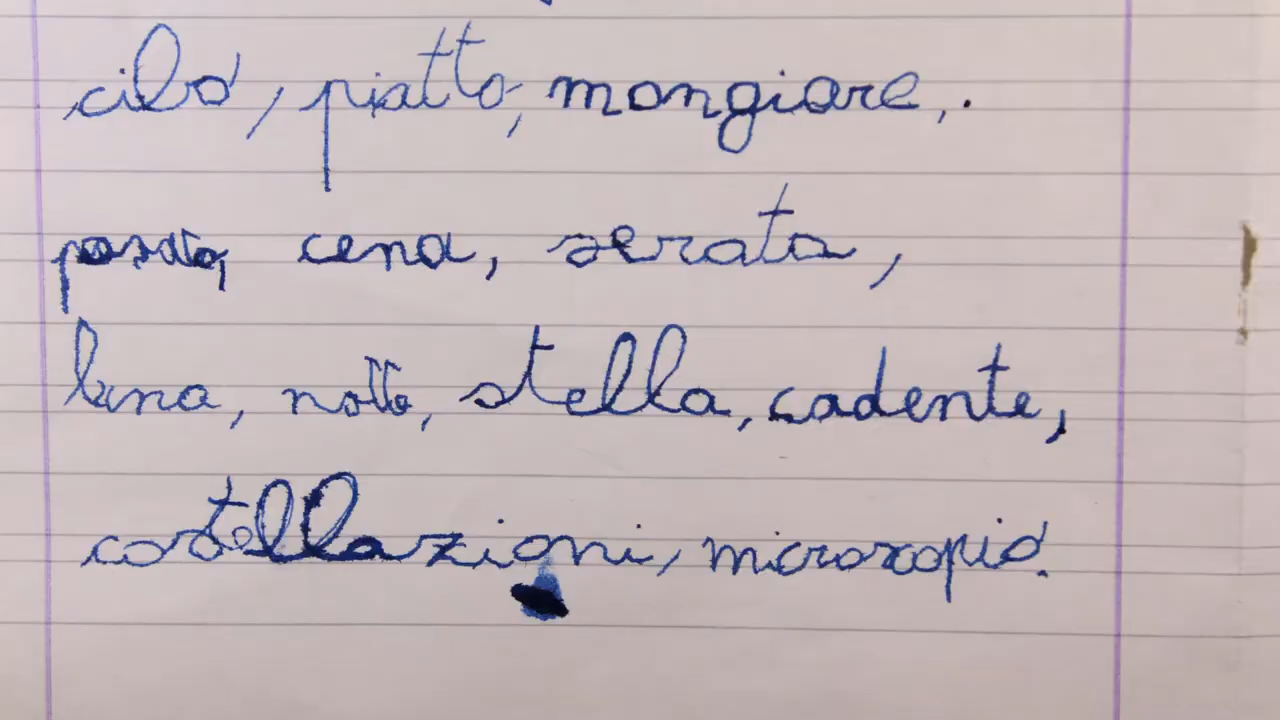 cibo, piatto, mangiare, .
cena, serata,
luna, notte, stella, cadente,
costellazioni, microscopio.